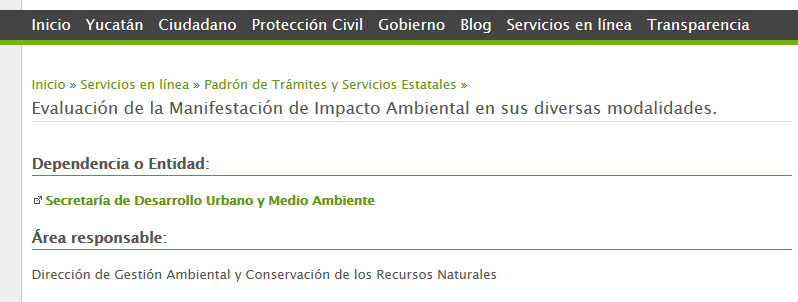 Inicio Yucatán Ciudadano Protección Civil Gobierno Blog Servicios en línea Transparencia
Inicio » Servicios en línea » Padrón de Trámites y Servicios Estatales »
Evaluación de la Manifestación de Impacto Ambiental en sus diversas modalidades.
Dependencia o Entidad:
Secretaría de Desarrollo Urbano y Medio Ambiente
Área responsable:
Dirección de Gestión Ambiental y Conservación de los Recursos Naturales